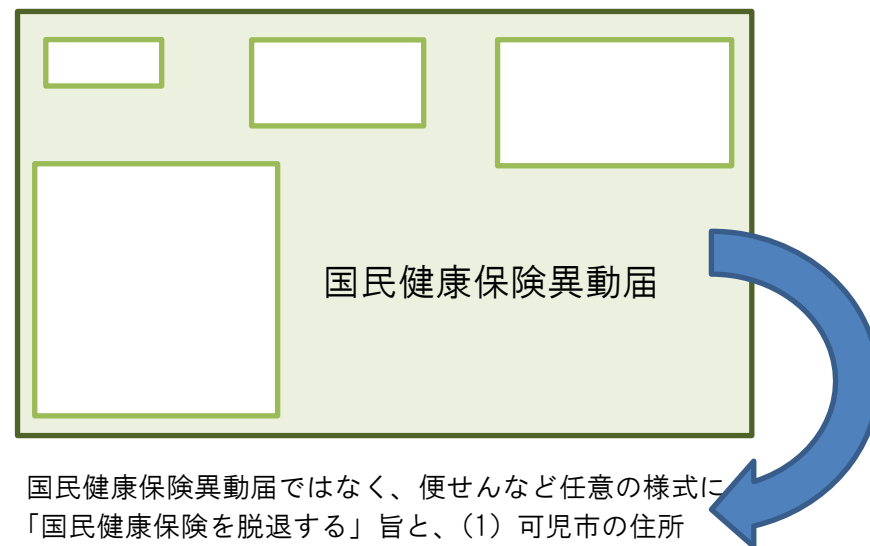 国民健康保険異動届
国民健康保険異動届ではなく、便せんなど任意の様式に
「国民健康保険を脱退する」旨と、(1) 可児市の住所